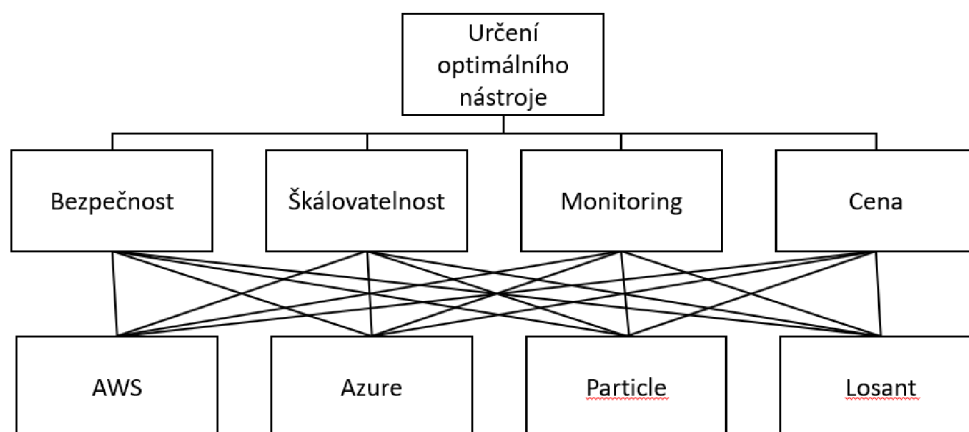 Určení
optimálního
nástroje
Bezpečnost
Škálovatelnost
Monitoring
Cena
AWS
Azure
Particle
Losant